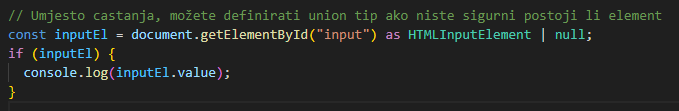 // Umjesto castanja, možete definirati union tip ako niste sigurni postoji li element
const inputEl = document.getElementById("input") as HTMLInputElement | null;
if (inputEl) {
  console.log(inputEl.value);
}